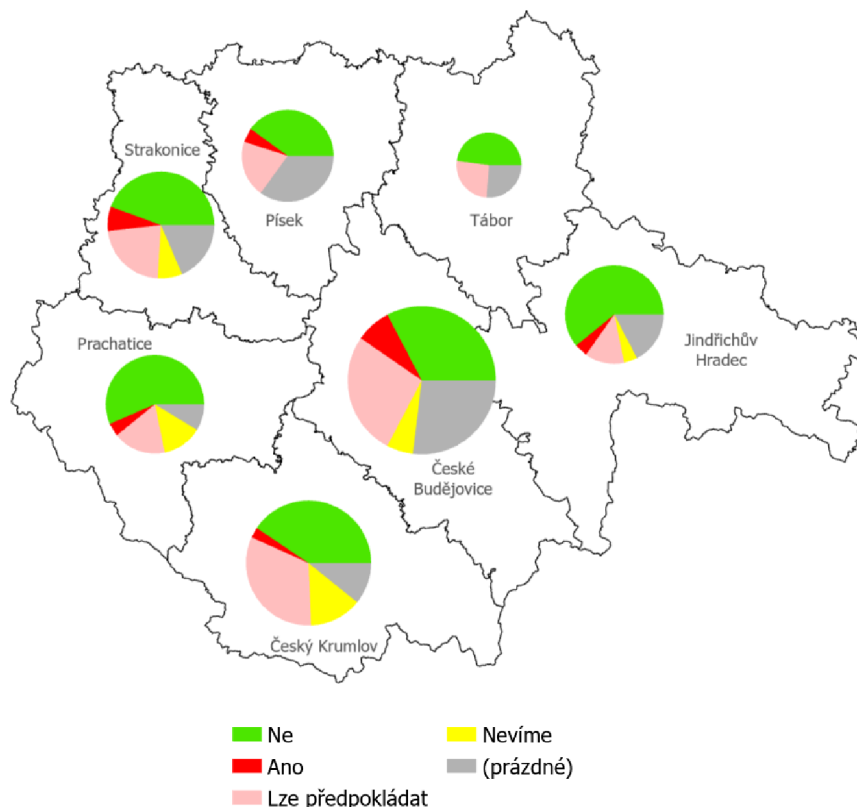 Strakonice
Písek
Tábor
Prachatice
Jindřichův
Hradec
České
Budějovice
Český Krumlov
Ne
Ano
Lze předpokládat
Nevíme
(prázdné)